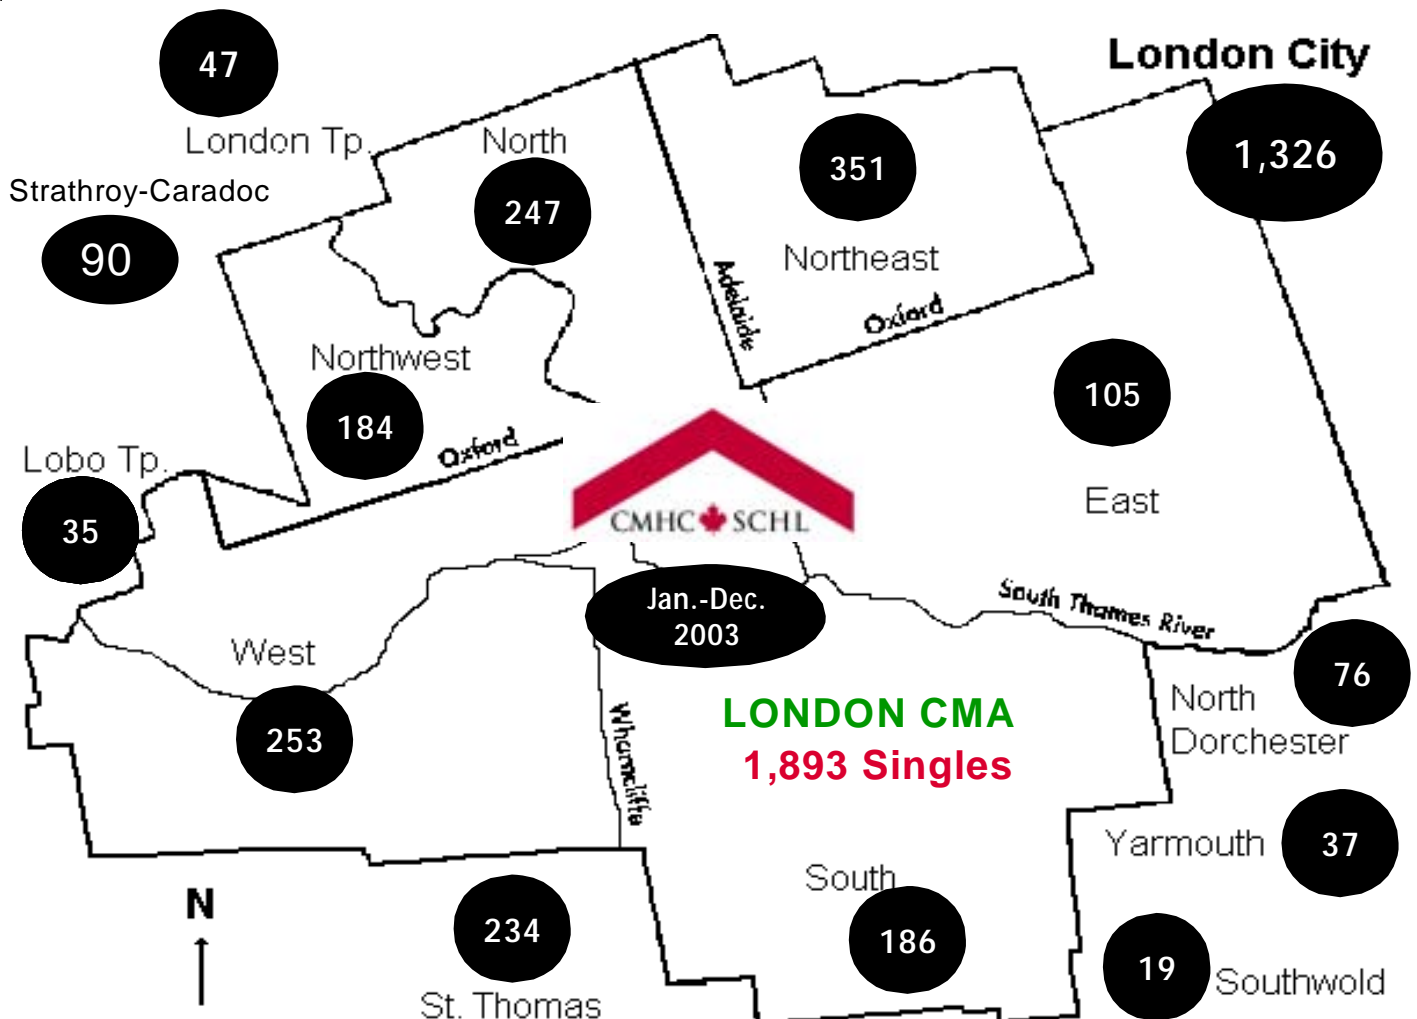 47
London Tp.
Strathroy-Caradoc
90
North
247
351
Northeast
London City
1,326
Adelaide
Oxford
Northwest
184
Oxford
105
East
Lobo Tp.
35
CMHC SCHL
Jan.-Dec.
2003
South Thames River
West
253
Wharncliffe
LONDON CMA
1,893 Singles
76
North
Dorchester
Yarmouth
37
South
186
N
234
St. Thomas
19
Southwold